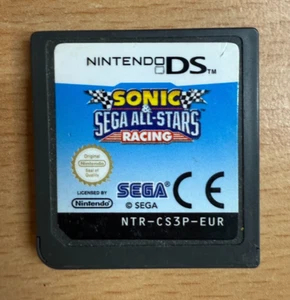 NINTENDO DS™
SONIC
&
SEGA ALL-STARS
RACING
Original
Nintendo
Seal of
Quality
LICENSED BY
Nintendo
SEGA
© SEGA
CE
NTR-CS3P-EUR